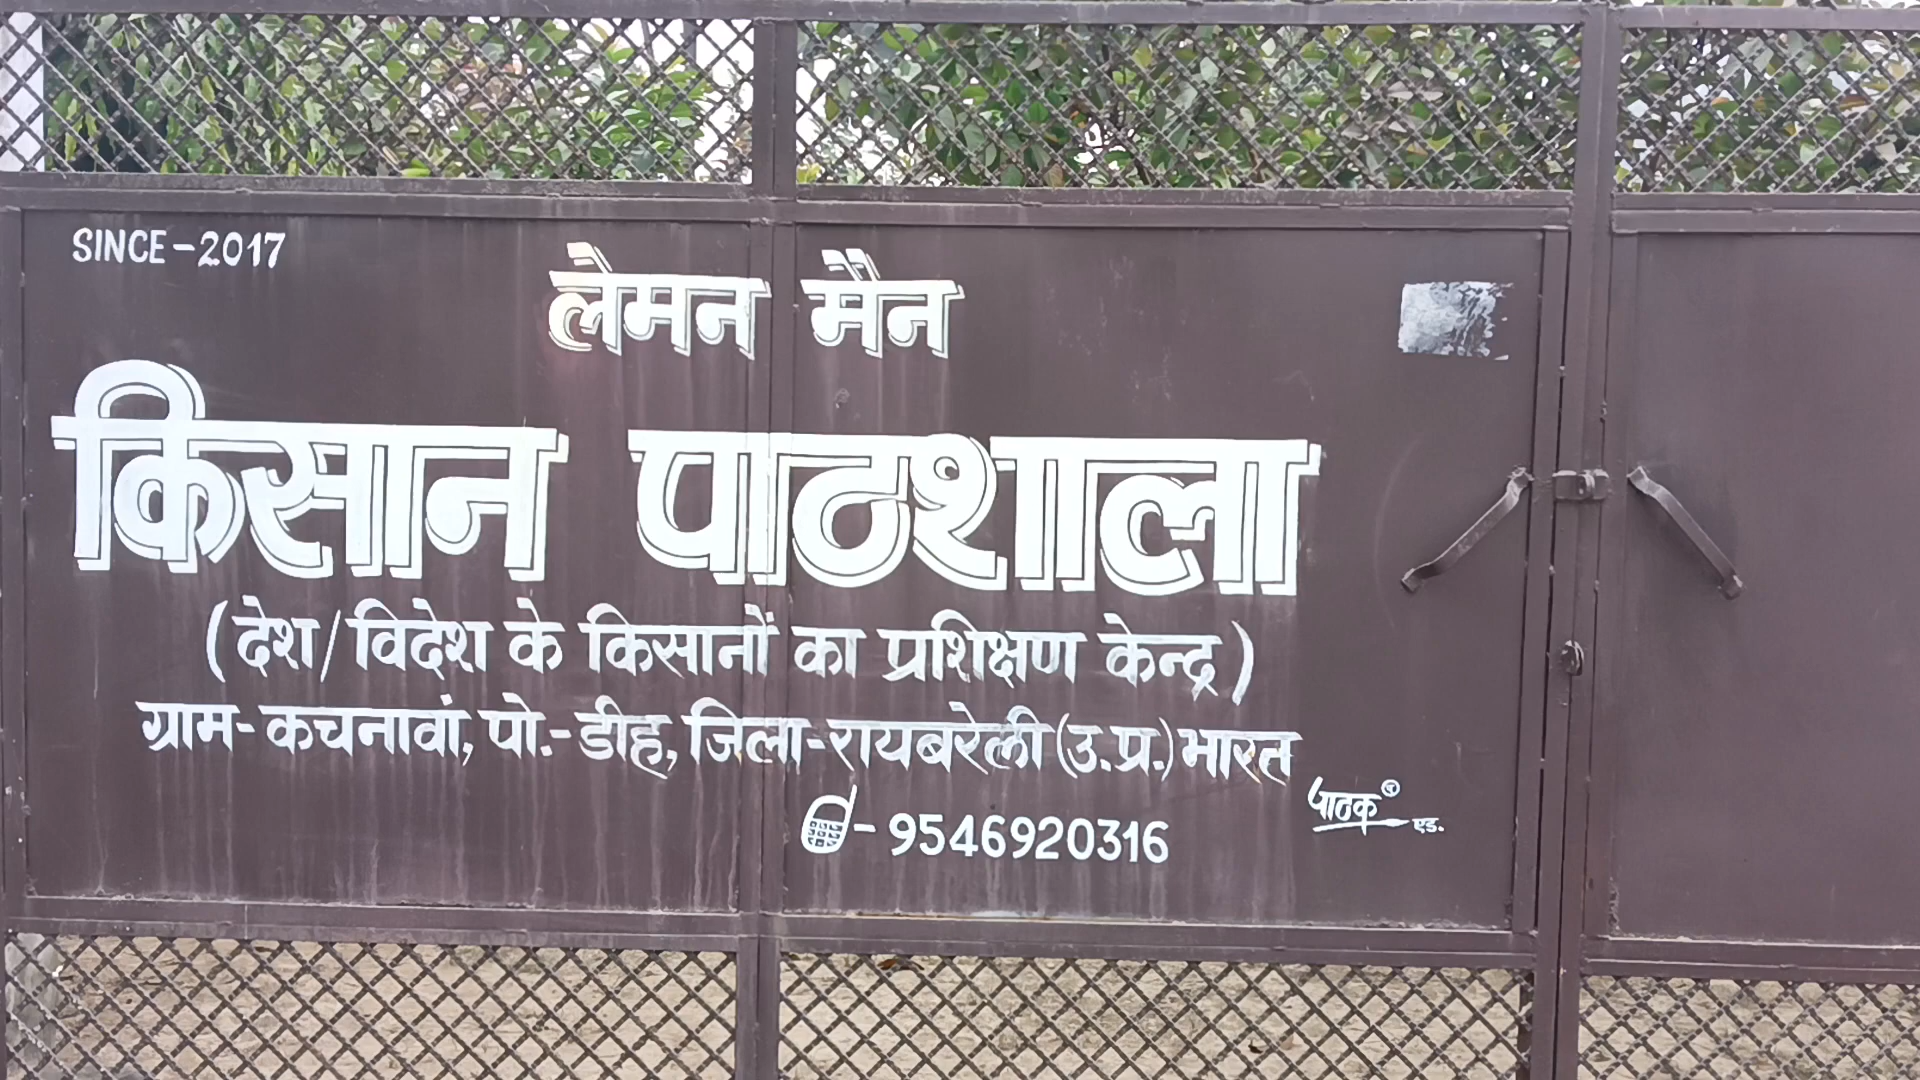 SINCE-2017
लेमन मैन
किसान पाठशाला
(देश/विदेश के किसानों का प्रशिक्षण केन्द्र)
ग्राम-कचनावां, पो.-डीह, जिला-रायबरेली(उ.प्र.)भारत
-9546920316
पाठक
एड.